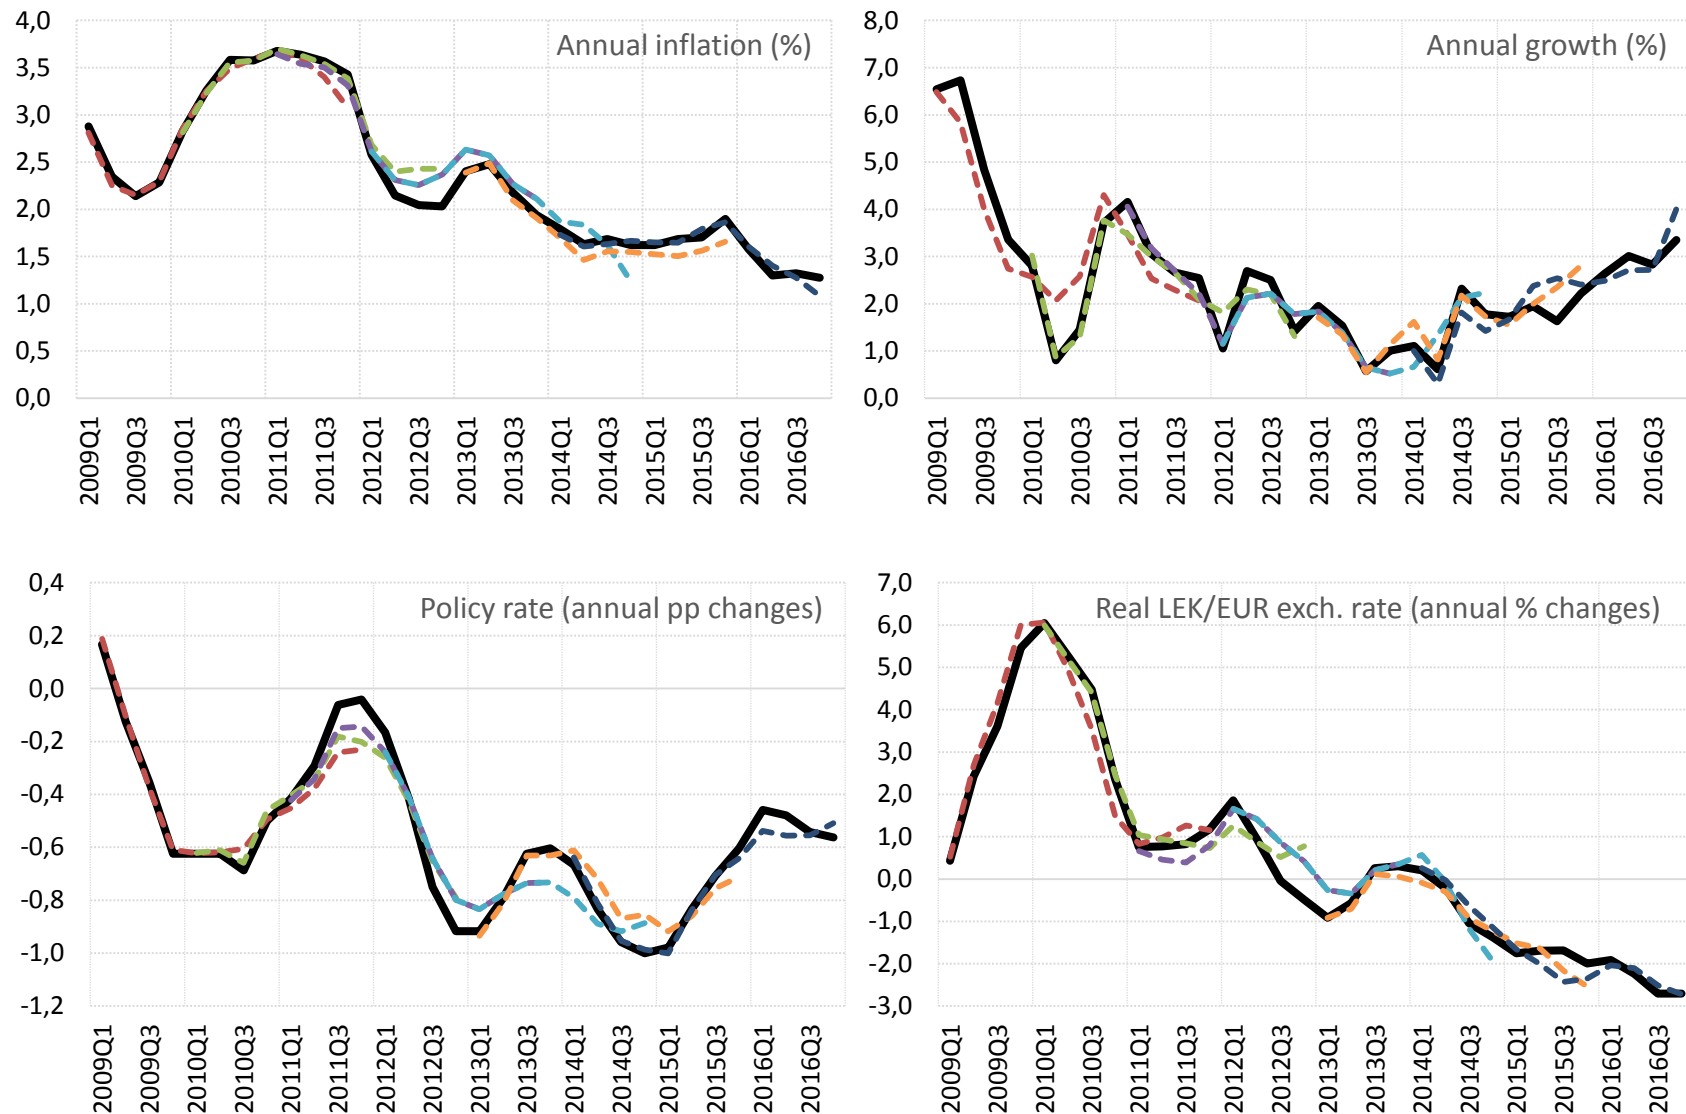 Annual inflation (%)
4,0
3,5
3,0
2,5
2,0
1,5
1,0
0,5
0,0
2009Q1
2009Q3
2010Q1
2010Q3
2011Q1
2011Q3
2012Q1
2012Q3
2013Q1
2013Q3
2014Q1
2014Q3
2015Q1
2015Q3
2016Q1
2016Q3
Annual growth (%)
8,0
7,0
6,0
5,0
4,0
3,0
2,0
1,0
0,0
2009Q1
2009Q3
2010Q1
2010Q3
2011Q1
2011Q3
2012Q1
2012Q3
2013Q1
2013Q3
2014Q1
2014Q3
2015Q1
2015Q3
2016Q1
2016Q3
Policy rate (annual pp changes)
0,4
0,2
0,0
-0,2
-0,4
-0,6
-0,8
-1,0
-1,2
2009Q1
2009Q3
2010Q1
2010Q3
2011Q1
2011Q3
2012Q1
2012Q3
2013Q1
2013Q3
2014Q1
2014Q3
2015Q1
2015Q3
2016Q1
2016Q3
Real LEK/EUR exch. rate (annual % changes)
7,0
6,0
5,0
4,0
3,0
2,0
1,0
0,0
-1,0
-2,0
-3,0
2009Q1
2009Q3
2010Q1
2010Q3
2011Q1
2011Q3
2012Q1
2012Q3
2013Q1
2013Q3
2014Q1
2014Q3
2015Q1
2015Q3
2016Q1
2016Q3